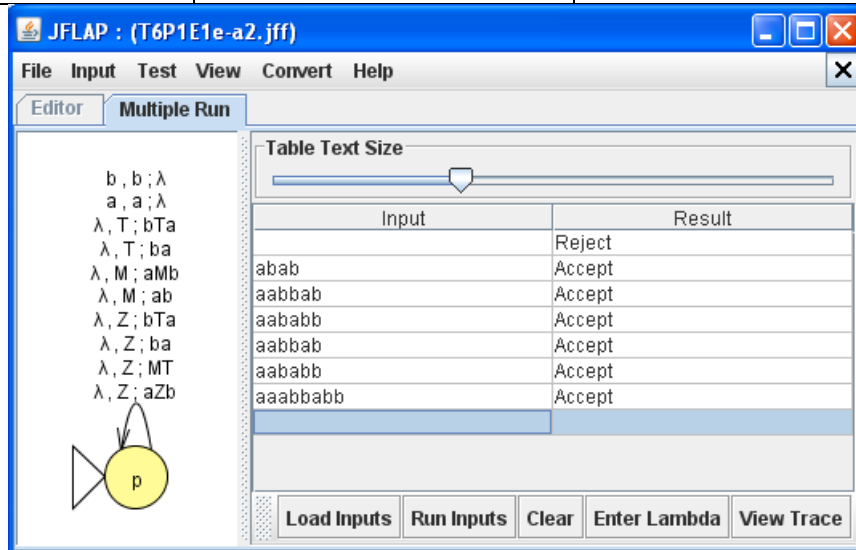 JFLAP : (T6P1E1e-a2.jff)
File Input Test View Convert Help
Editor Multiple Run
b , b ; λ
a , a ; λ
λ , T ; bTa
λ , T ; ba
λ , M ; aMb
λ , M ; ab
λ , Z ; bTa
λ , Z ; ba
λ , Z ; MT
λ , Z ; aZb
p
Table Text Size
Input Result
Reject
abab Accept
aabbab Accept
aababb Accept
aabbab Accept
aababb Accept
aaabbabb Accept
Load Inputs Run Inputs Clear Enter Lambda View Trace